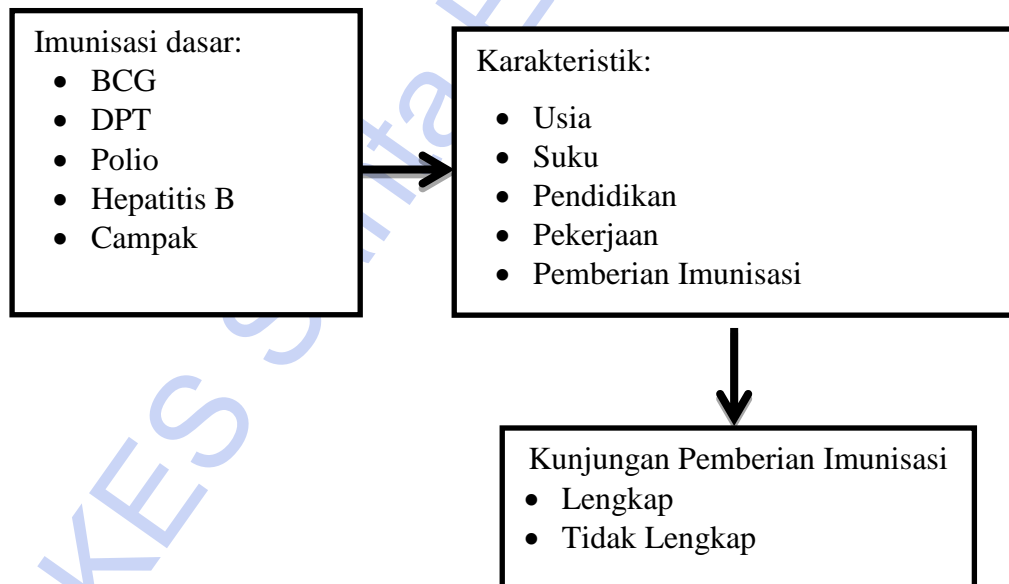 Imunisasi dasar:
• BCG
• DPT
• Polio
• Hepatitis B
• Campak
Karakteristik:
• Usia
• Suku
• Pendidikan
• Pekerjaan
• Pemberian Imunisasi
Kunjungan Pemberian Imunisasi
• Lengkap
• Tidak Lengkap